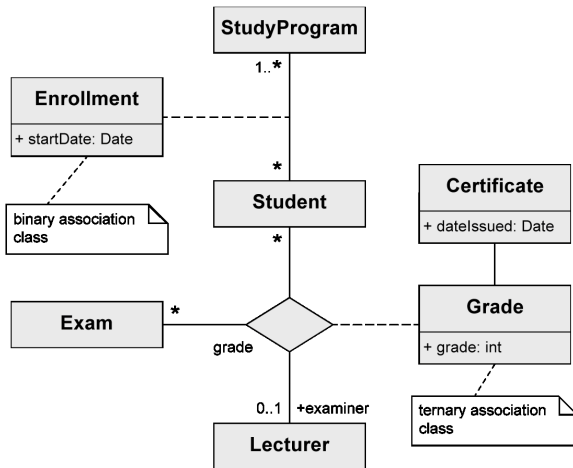 StudyProgram
1..*
Enrollment
+ startDate: Date
*
binary association
class
Student
*
Certificate
+ dateIssued: Date
Exam
*
grade
Grade
+ grade: int
0..1
+examiner
ternary association
class
Lecturer